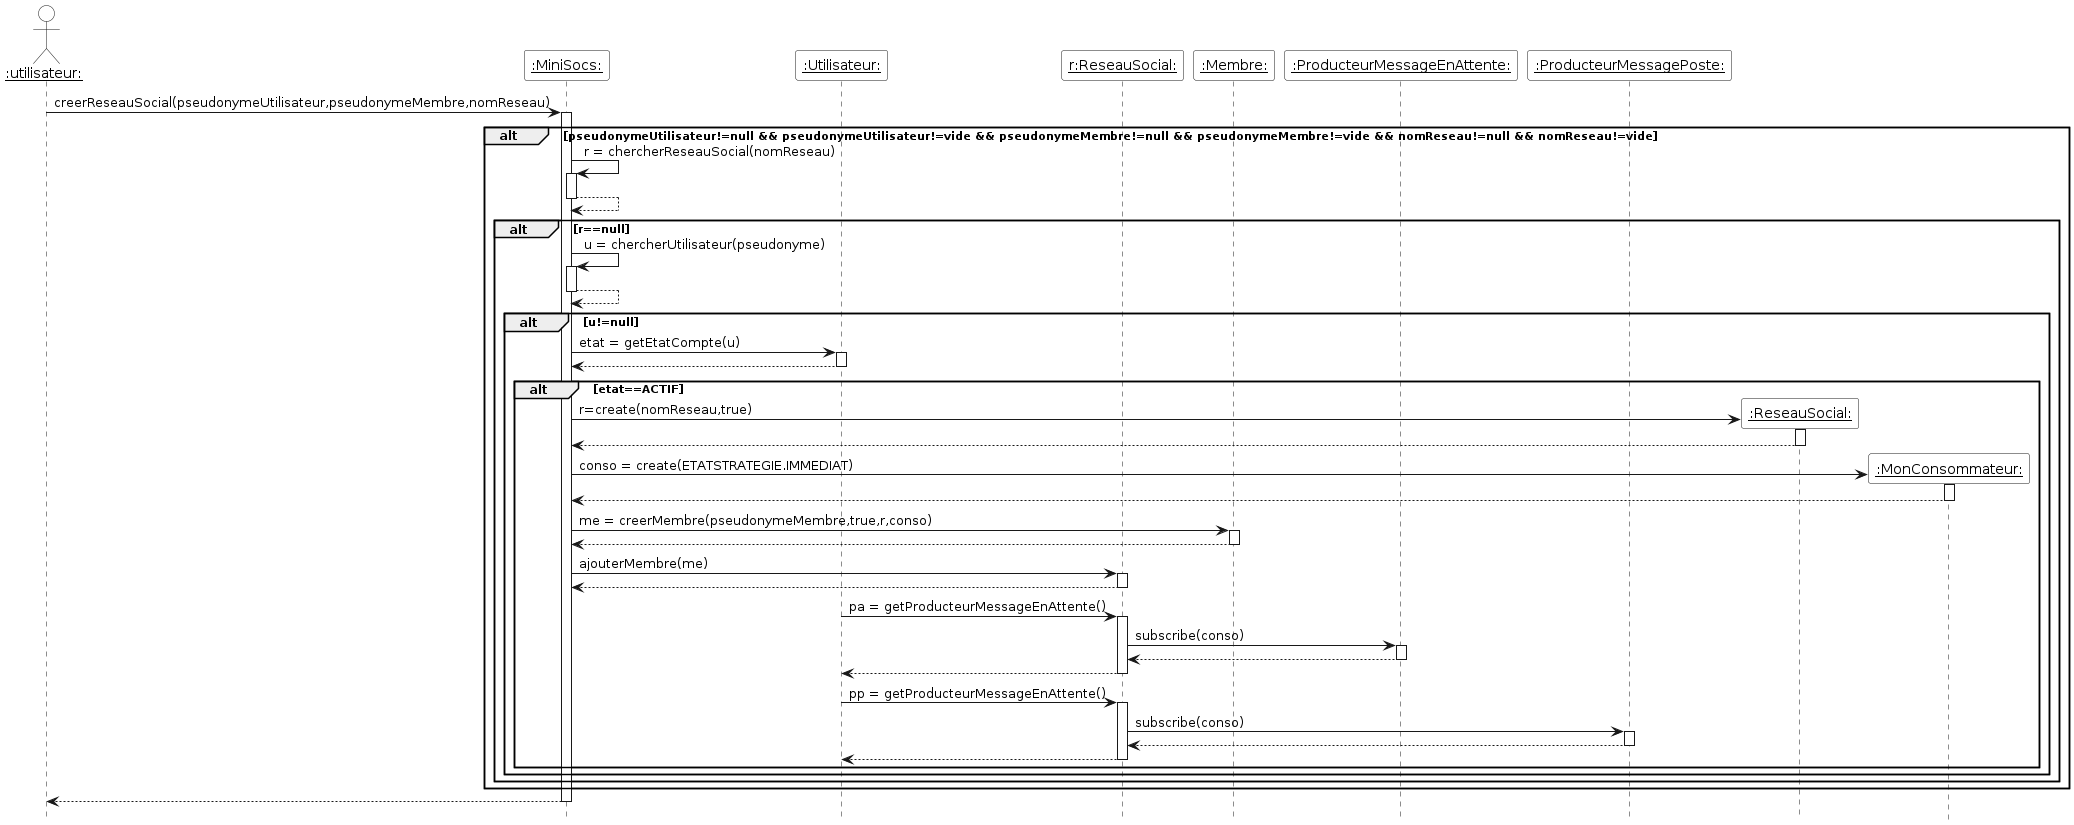 :utilisateur:
:MiniSocs:
:Utilisateur:
r:ReseauSocial:
:Membre:
:ProducteurMessageEnAttente:
:ProducteurMessagePoste:
creerReseauSocial(pseudonymeUtilisateur,pseudonymeMembre,nomReseau)
alt
[pseudonymeUtilisateur!=null && pseudonymeUtilisateur!=vide && pseudonymeMembre!=null && pseudonymeMembre!=vide && nomReseau!=null && nomReseau!=vide]
r = chercherReseauSocial(nomReseau)
alt
[r==null]
u = chercherUtilisateur(pseudonyme)
alt
[u!=null]
etat = getEtatCompte(u)
alt
[etat==ACTIF]
r=create(nomReseau,true)
:ReseauSocial:
conso = create(ETATSTRATEGIE.IMMEDIAT)
:MonConsommateur:
me = creerMembre(pseudonymeMembre,true,r,conso)
ajouterMembre(me)
pa = getProducteurMessageEnAttente()
subscribe(conso)
pp = getProducteurMessageEnAttente()
subscribe(conso)